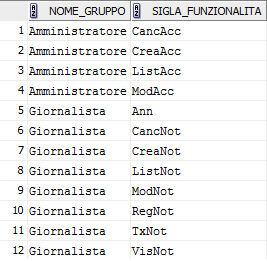 NOME_GRUPPO SIGLA_FUNZIONALITA
1 Amministratore CancAcc
2 Amministratore CreaAcc
3 Amministratore ListAcc
4 Amministratore ModAcc
5 Giornalista Ann
6 Giornalista CancNot
7 Giornalista CreaNot
8 Giornalista ListNot
9 Giornalista ModNot
10 Giornalista RegNot
11 Giornalista TxNot
12 Giornalista VisNot